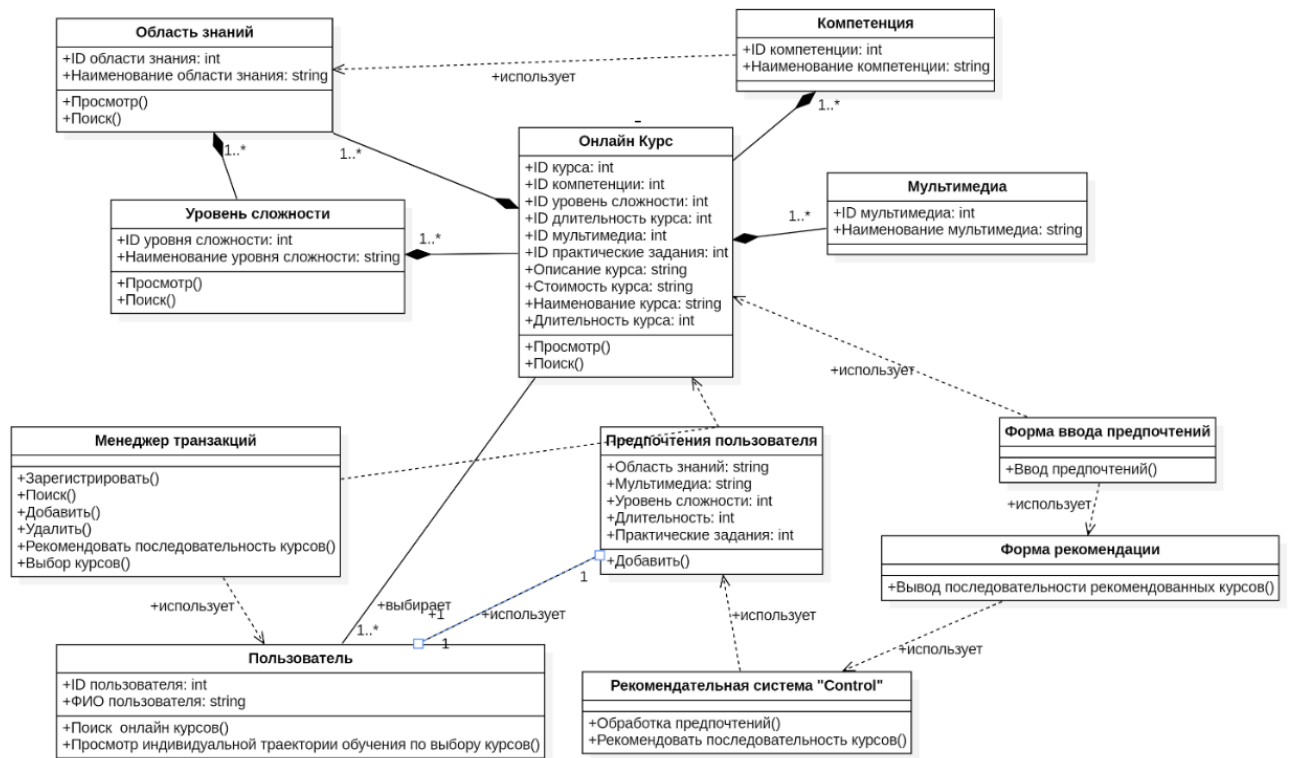 Область знаний
+ID области знания: int
+Наименование области знания: string
+Просмотр()
+Поиск()
Компетенция
+ID компетенции: int
+Наименование компетенции: string
+использует
1..*
1..*
1..*
Онлайн Курс
+ID курса: int
+ID компетенции: int
+ID уровень сложности: int
+ID длительность курса: int
+ID мультимедиа: int
+ID практические задания: int
+Описание курса: string
+Стоимость курса: string
+Наименование курса: string
+Длительность курса: int
+Просмотр()
+Поиск()
Мультимедиа
+ID мультимедиа: int
+Наименование мультимедиа: string
1..*
Уровень сложности
+ID уровня сложности: int
+Наименование уровня сложности: string
+Просмотр()
+Поиск()
1..*
+использует
Менеджер транзакций
+Зарегистрировать()
+Поиск()
+Добавить()
+Удалить()
+Рекомендовать последовательность курсов()
+Выбор курсов()
Предпочтения пользователя
+Область знаний: string
+Мультимедиа: string
+Уровень сложности: int
+Длительность: int
+Практические задания: int
+Добавить()
Форма ввода предпочтений
+Ввод предпочтений()
+использует
Форма рекомендации
+Вывод последовательности рекомендованных курсов()
+использует
+выбирает
+1
+использует
1
1..*
1
+использует
+использует
Пользователь
+ID пользователя: int
+ФИО пользователя: string
+Поиск онлайн курсов()
+Просмотр индивидуальной траектории обучения по выбору курсов()
Рекомендательная система "Control"
+Обработка предпочтений()
+Рекомендовать последовательность курсов()